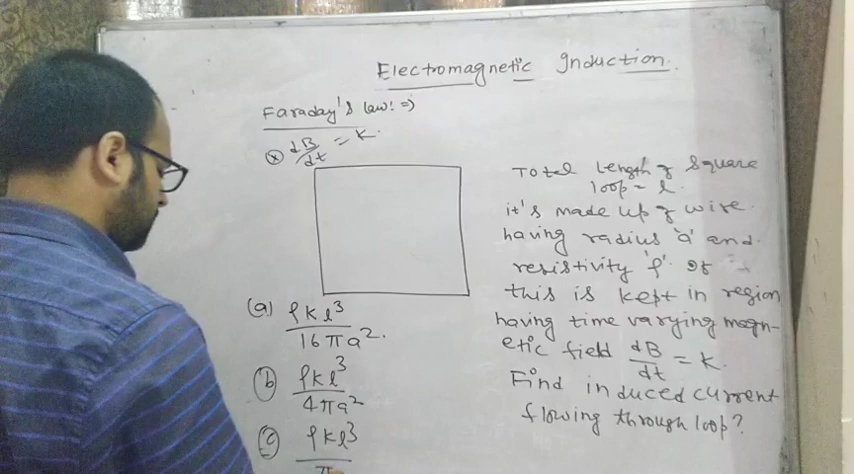 Electromagnetic Induction.
Faraday's law: ⇒
ⓧ dB/dt = K.
Total length of square
loop = l.
it's made up of wire
having radius 'a' and
resistivity 'ρ'. If
this is kept in region
having time varying magn-
etic field dB/dt = K.
Find induced current
flowing through loop?
(a) ρKl³/16πa².
(b) ρKl³/4πa²
(c) ρKl³/π